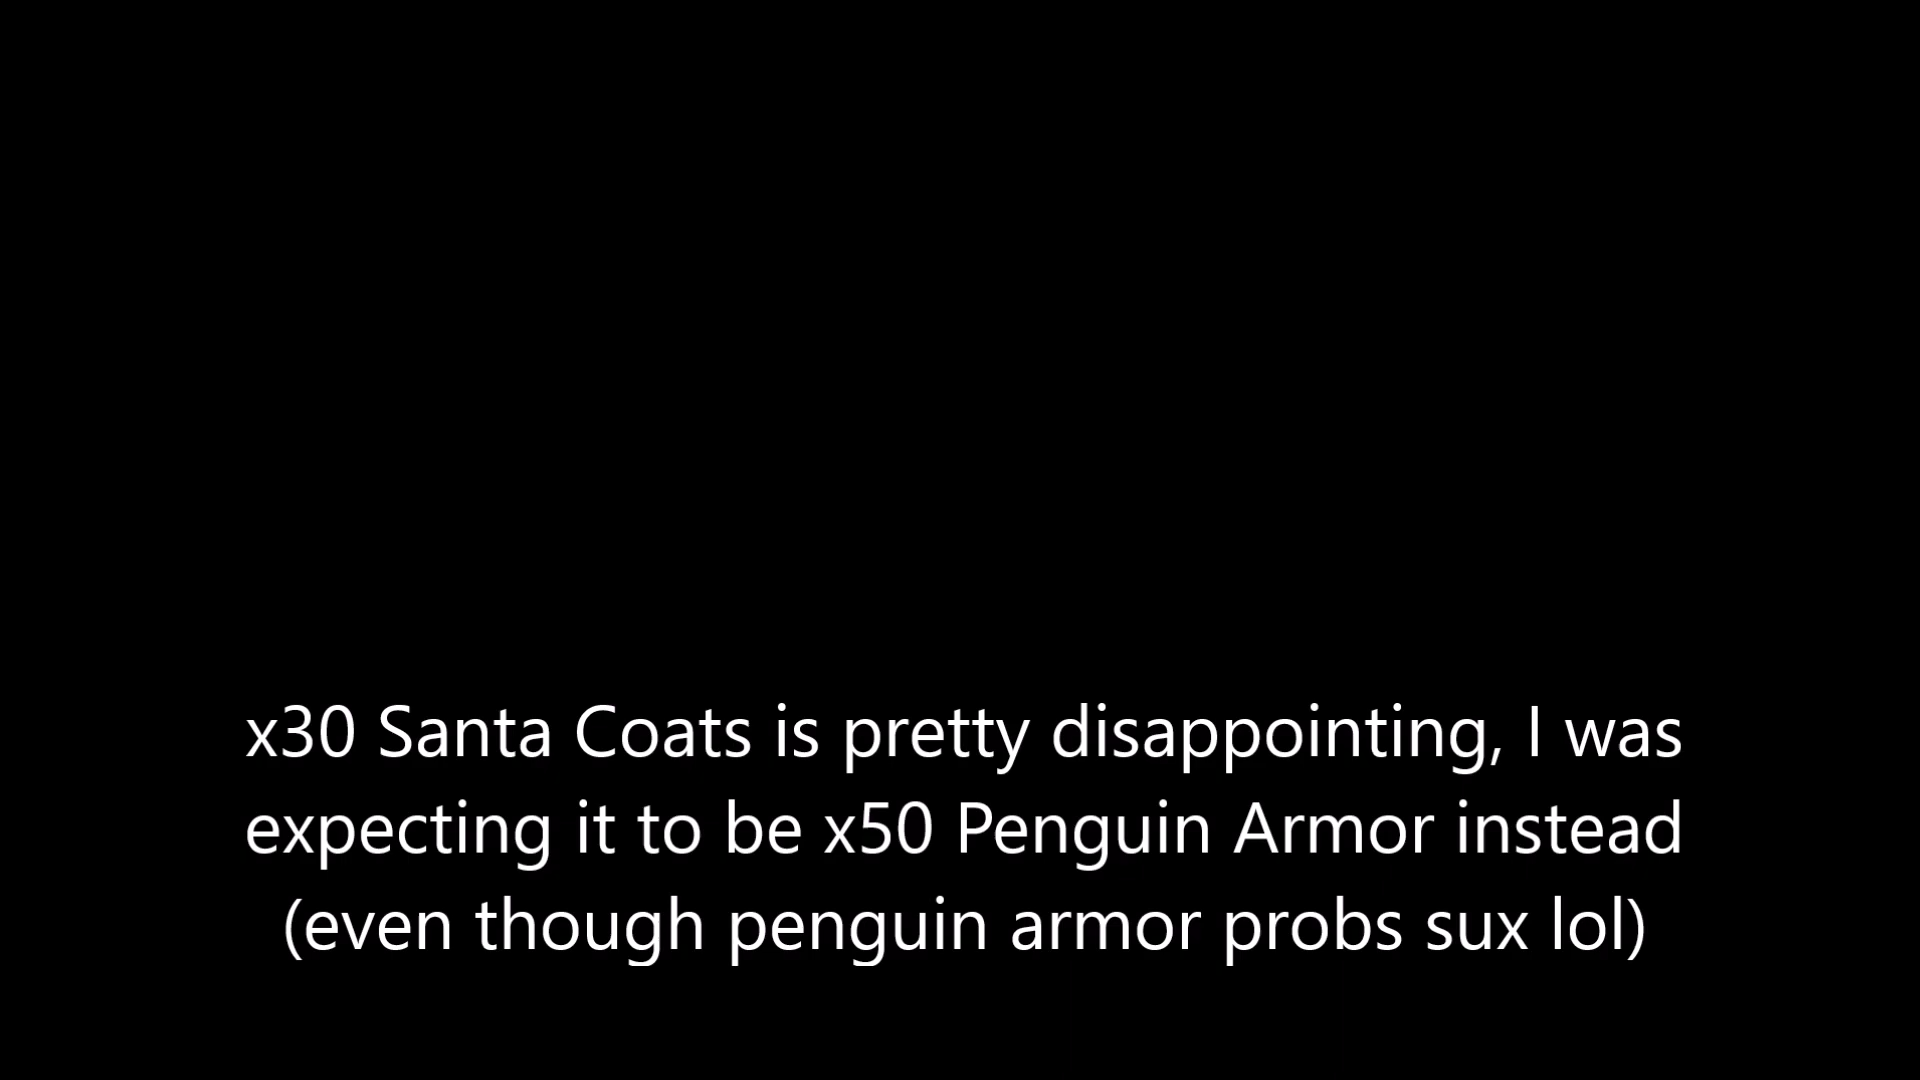 x30 Santa Coats is pretty disappointing, I was
expecting it to be x50 Penguin Armor instead
(even though penguin armor probs sux lol)